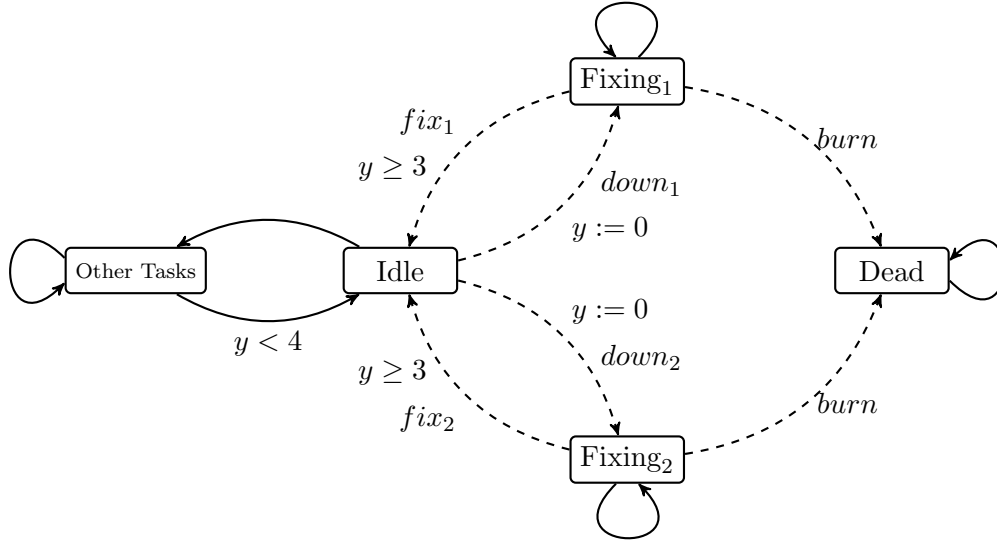 Fixing₁
fix₁
burn
y ≥ 3
down₁
y := 0
Other Tasks
Idle
Dead
y := 0
y < 4
down₂
y ≥ 3
burn
fix₂
Fixing₂